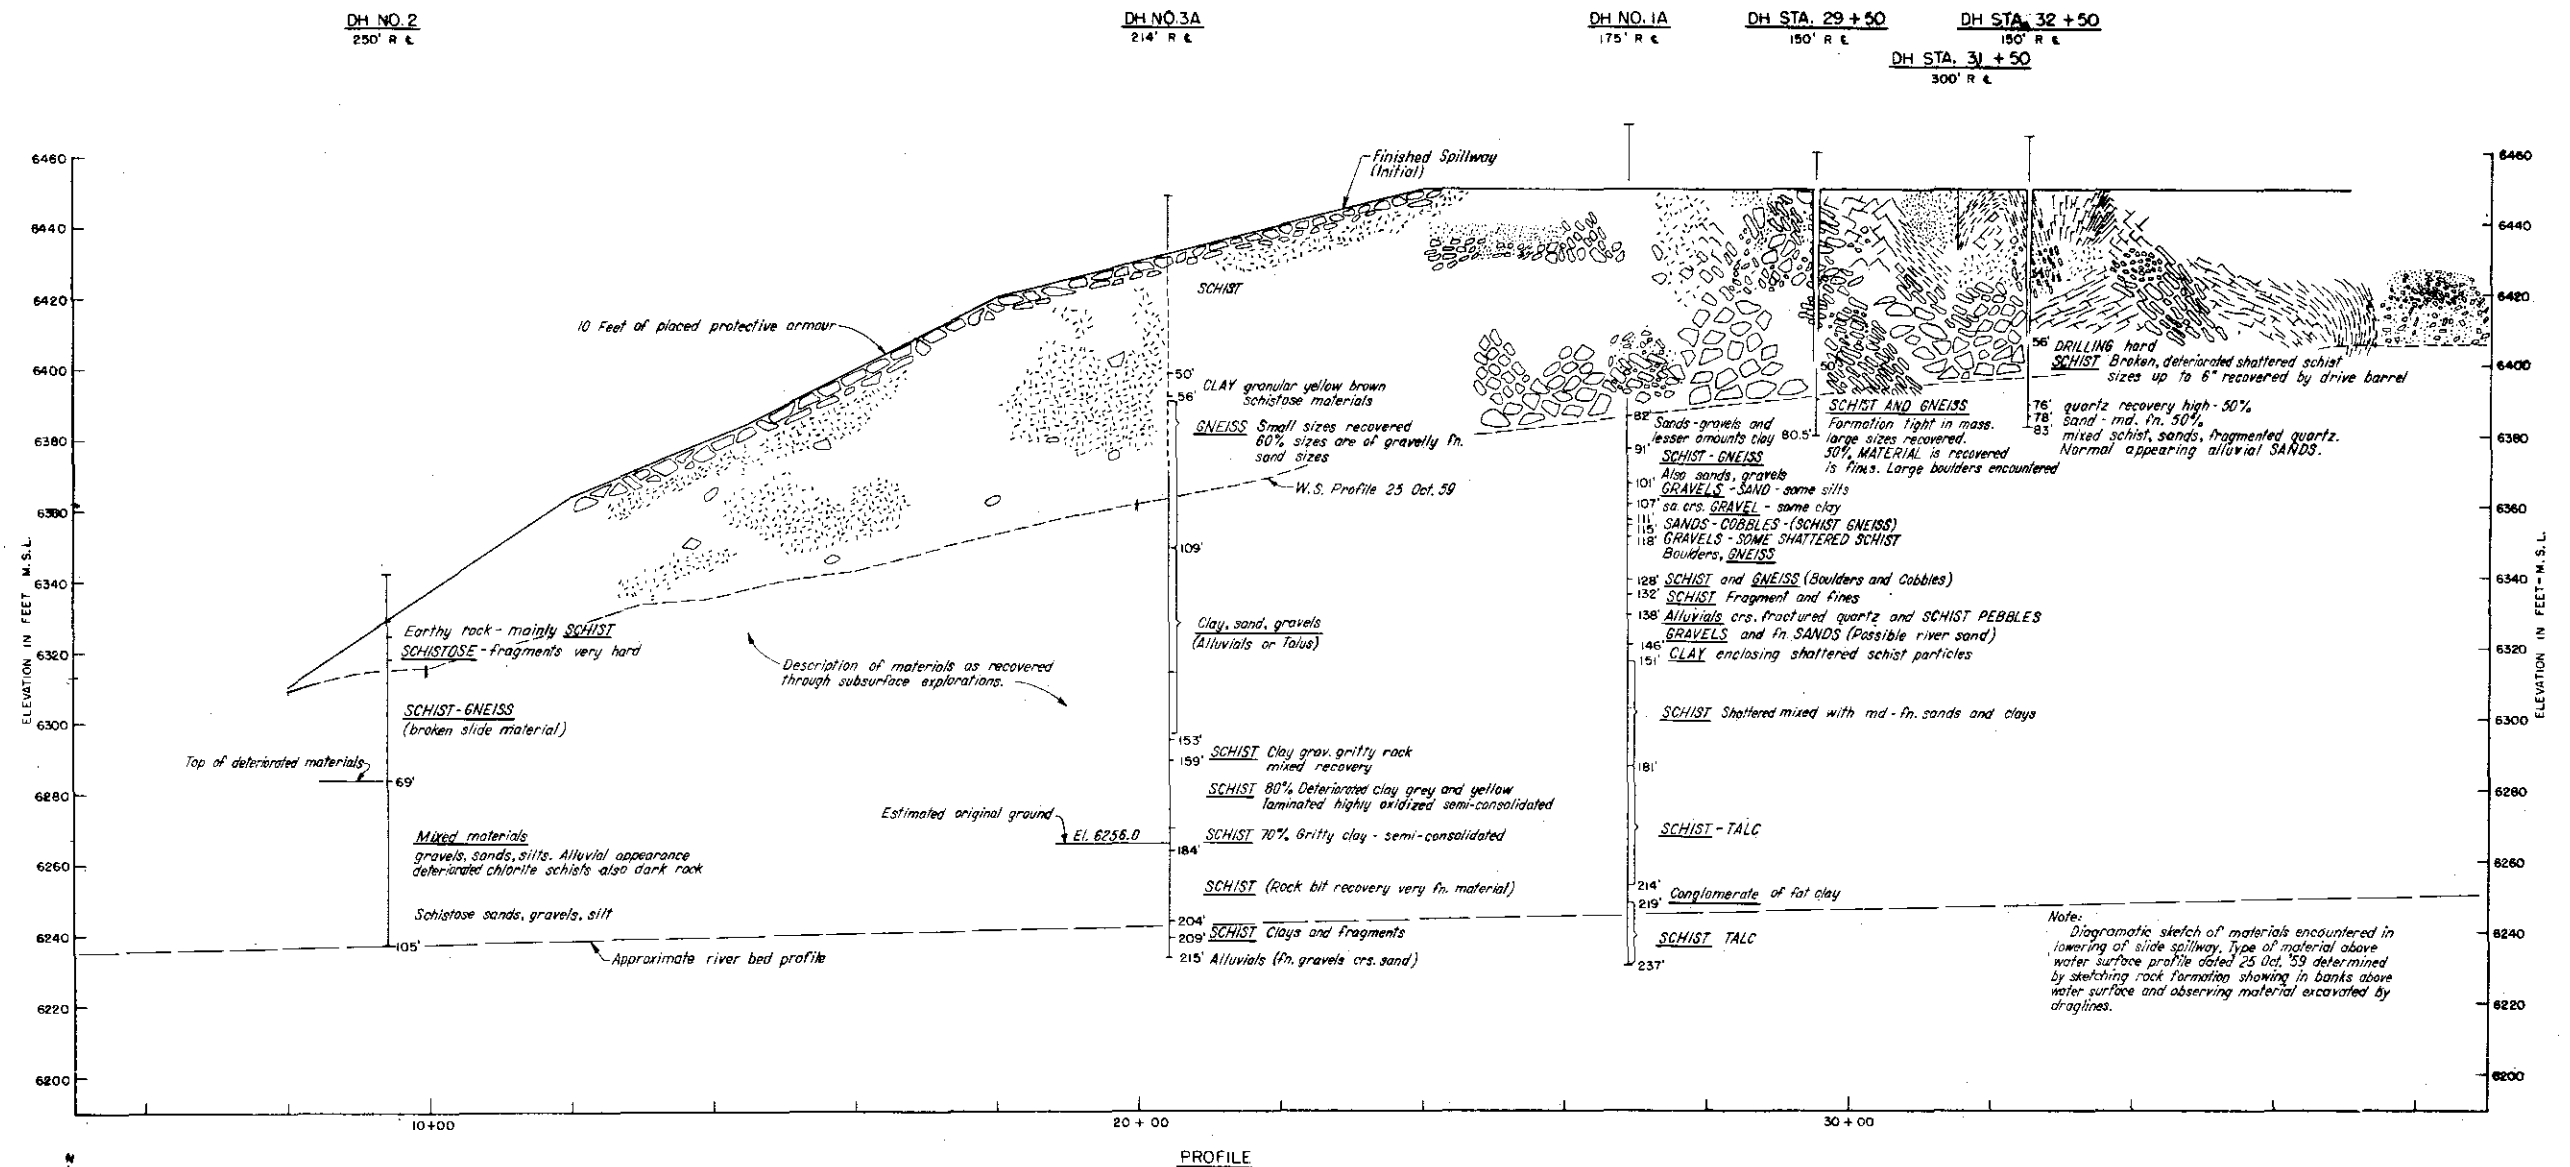 DH NO. 2
250' R ℄
DH NO. 3A
214' R ℄
DH NO. 1A
175' R ℄
DH STA. 29 + 50
150' R ℄
DH STA. 32 + 50
150' R ℄
DH STA. 31 + 50
300' R ℄
6460
6440
6420
6400
6380
6360
6340
6320
6300
6280
6260
6240
6220
6200
ELEVATION IN FEET M.S.L.
Finished Spillway
(Initial)
10 Feet of placed protective armour
Earthy rock - mainly SCHIST
SCHISTOSE - fragments very hard
SCHIST-GNEISS
(broken slide material)
Top of deteriorated materials
69'
Mixed materials
gravels, sands, silts. Alluvial appearance
deteriorated chlorite schists also dark rock
Schistose sands, gravels, silt
105'
Approximate river bed profile
Description of materials as recovered
through subsurface explorations.
Estimated original ground
El. 6256.0
SCHIST
50'
CLAY granular yellow brown
schistose materials
56'
GNEISS Small sizes recovered
60% sizes are of gravelly fn.
sand sizes
W.S. Profile 25 Oct. 59
109'
Clay, sand, gravels
(Alluvials or Talus)
153'
SCHIST Clay grav. gritty rock
mixed recovery
159'
SCHIST 80% Deteriorated clay grey and yellow
laminated highly oxidized semi-consolidated
SCHIST 70% Gritty clay - semi-consolidated
184'
SCHIST (Rock bit recovery very fn. material)
204'
SCHIST Clays and fragments
209'
215' Alluvials (fn. gravels crs. sand)
82'
Sands-gravels and
lesser amounts clay
91'
SCHIST-GNEISS
Also sands, gravels
101'
GRAVELS - SAND - some silts
107' sa. crs. GRAVEL - some clay
111'
115' SANDS - COBBLES - (SCHIST GNEISS)
118' GRAVELS - SOME SHATTERED SCHIST
Boulders, GNEISS
128' SCHIST and GNEISS (Boulders and Cobbles)
132' SCHIST Fragment and fines
138' Alluvials crs. fractured quartz and SCHIST PEBBLES
GRAVELS and fn. SANDS (Possible river sand)
146'
CLAY enclosing shattered schist particles
151'
SCHIST Shattered mixed with md - fn. sands and clays
181'
SCHIST - TALC
214'
Conglomerate of fat clay
219'
SCHIST TALC
237'
50'
80.5'
SCHIST AND GNEISS
Formation tight in mass.
large sizes recovered.
50% MATERIAL is recovered
is fines. Large boulders encountered
56' DRILLING hard
SCHIST Broken, deteriorated shattered schist
sizes up to 6" recovered by drive barrel
76' quartz recovery high - 50%
78' sand - md. fn. 50%
83' mixed schist, sands, fragmented quartz.
Normal appearing alluvial SANDS.
Note:
Diagramatic sketch of materials encountered in
lowering of slide spillway. Type of material above
water surface profile dated 25 Oct. '59 determined
by sketching rock formation showing in banks above
water surface and observing material excavated by
draglines.
6460
6440
6420
6400
6380
6360
6340
6320
6300
6280
6260
6240
6220
6200
ELEVATION IN FEET-M.S.L.
10+00
20 + 00
30 + 00
PROFILE